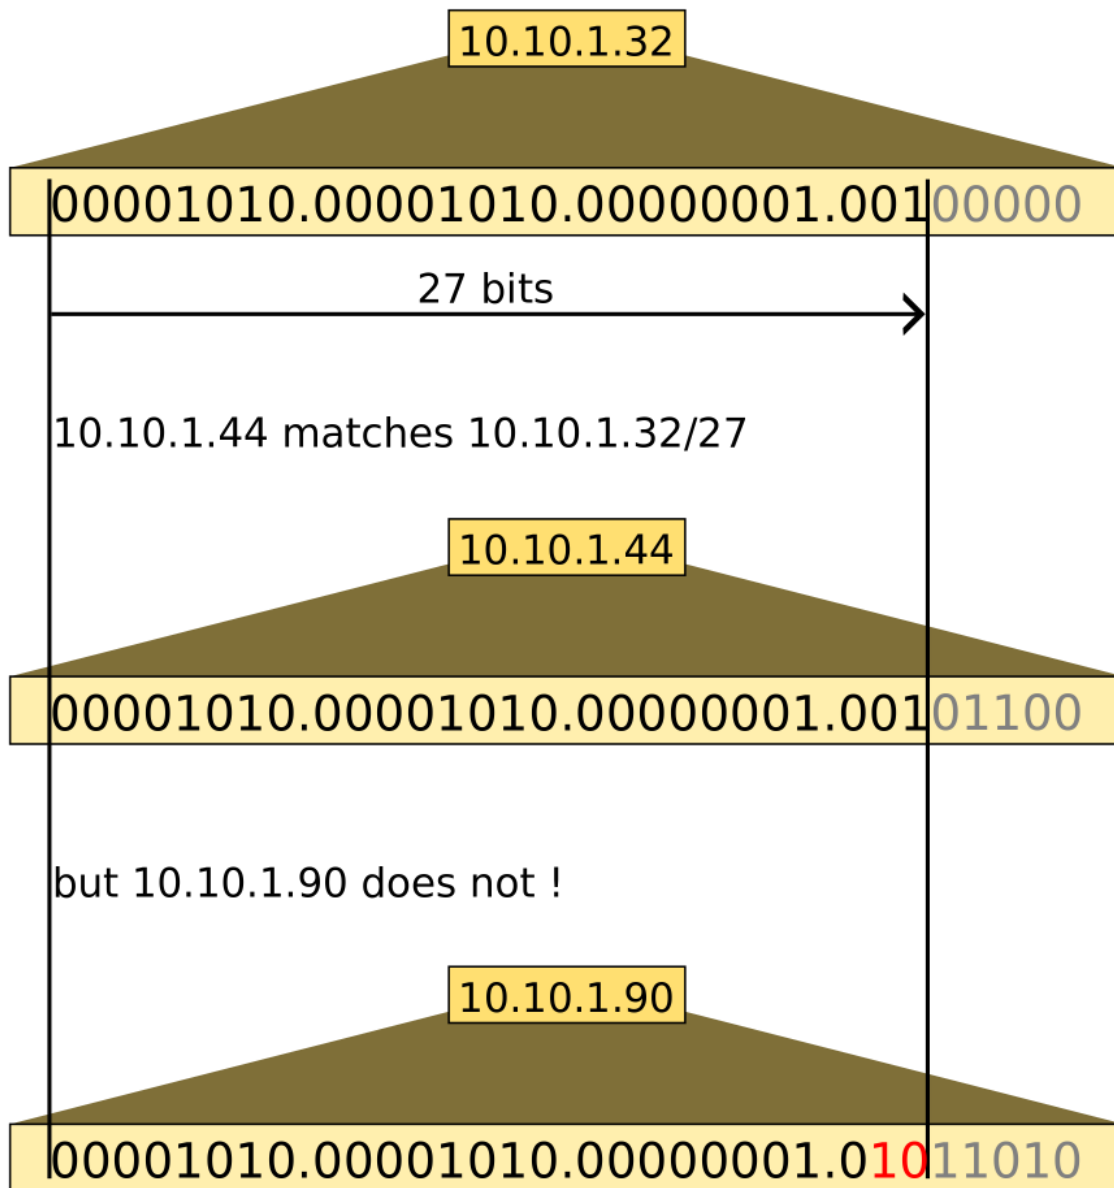 10.10.1.32
00001010.00001010.00000001.00100000
27 bits
10.10.1.44 matches 10.10.1.32/27
10.10.1.44
00001010.00001010.00000001.00101100
but 10.10.1.90 does not !
10.10.1.90
00001010.00001010.00000001.01011010